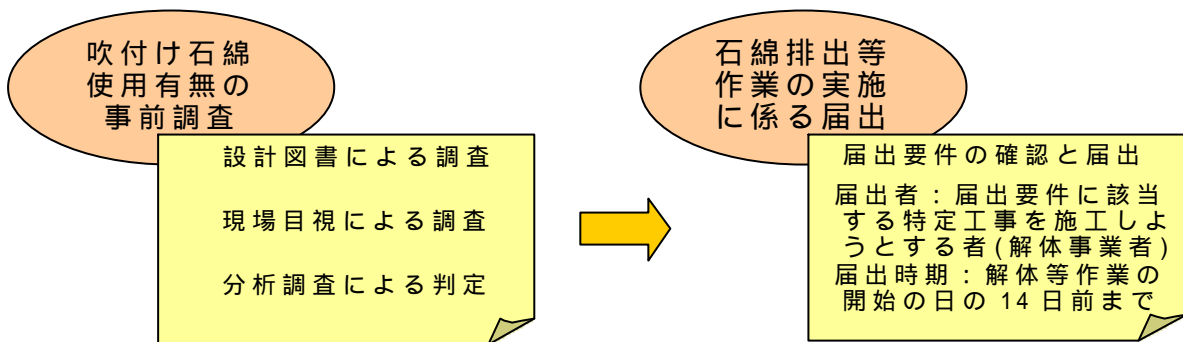 吹付け石綿
使用有無の
事前調査
設計図書による調査
現場目視による調査
分析調査による判定
石綿排出等
作業の実施
に係る届出
届出要件の確認と届出
届出者：届出要件に該当
する特定工事を施工しよ
うとする者(解体事業者)
届出時期：解体等作業の
開始の日の14日前まで